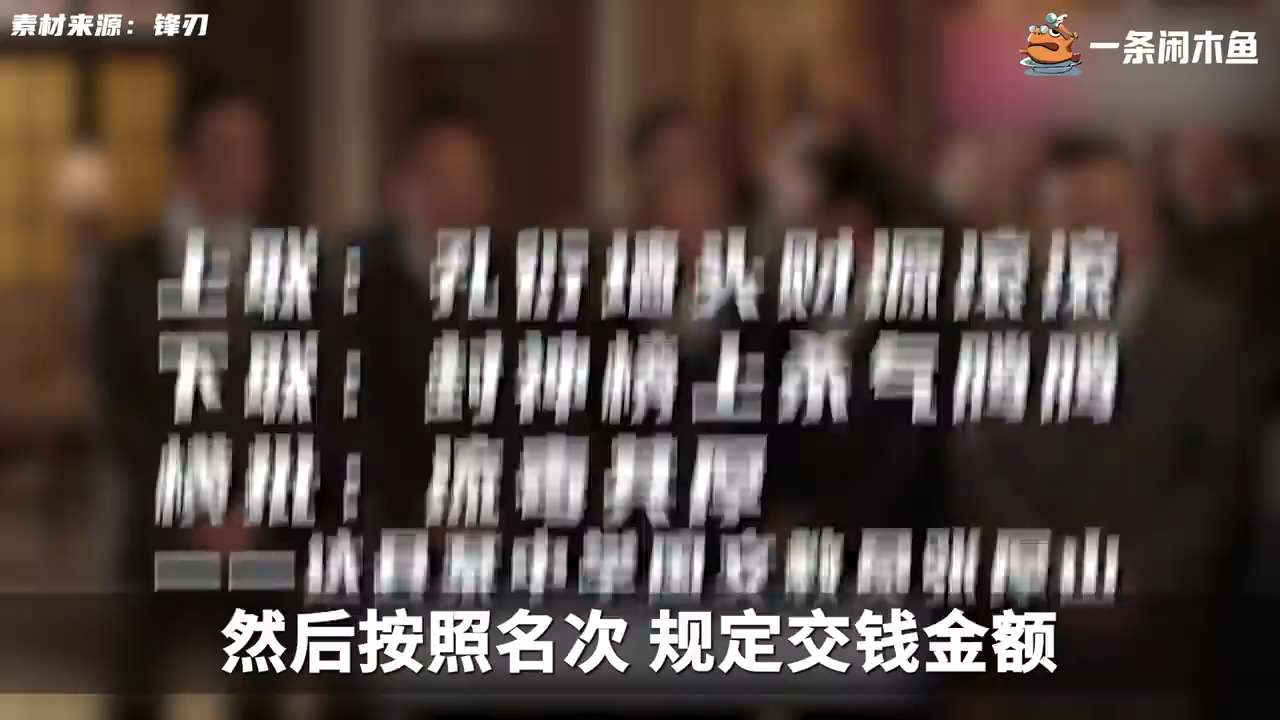 素材来源：锋刃
一条闲木鱼
上联： 孔 墙头财源滚滚
下联：封神榜上杀气腾腾
横批：流毒其厚
然后按照名次 规定交钱金额